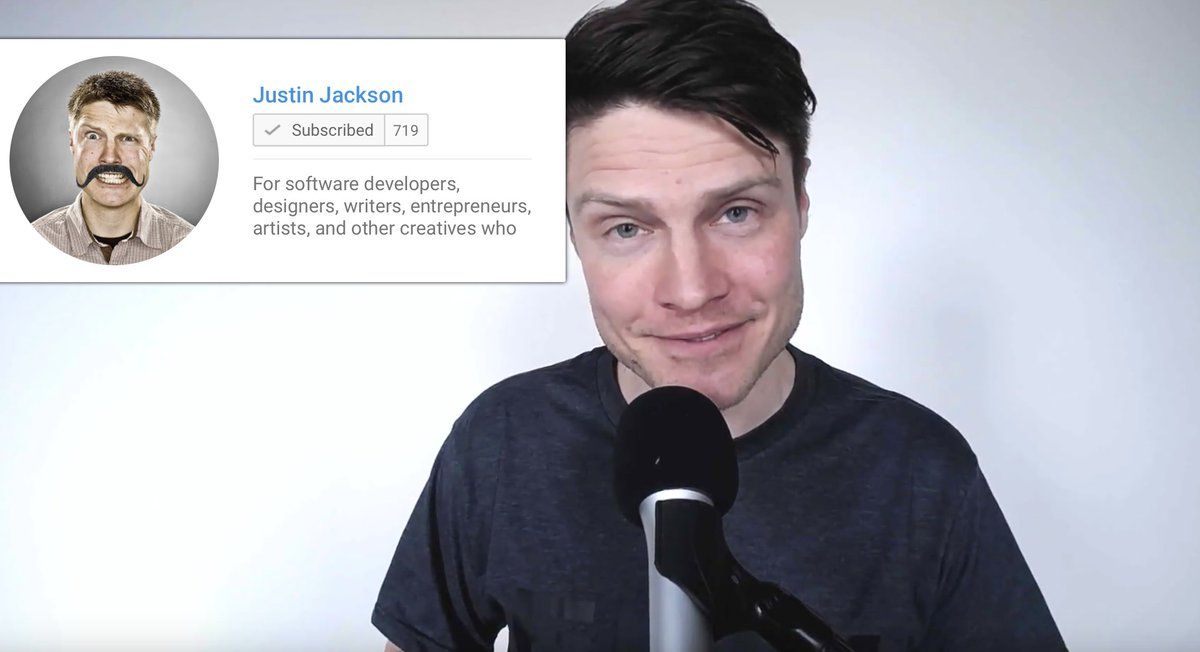 Justin Jackson
Subscribed 719
For software developers,
designers, writers, entrepreneurs,
artists, and other creatives who